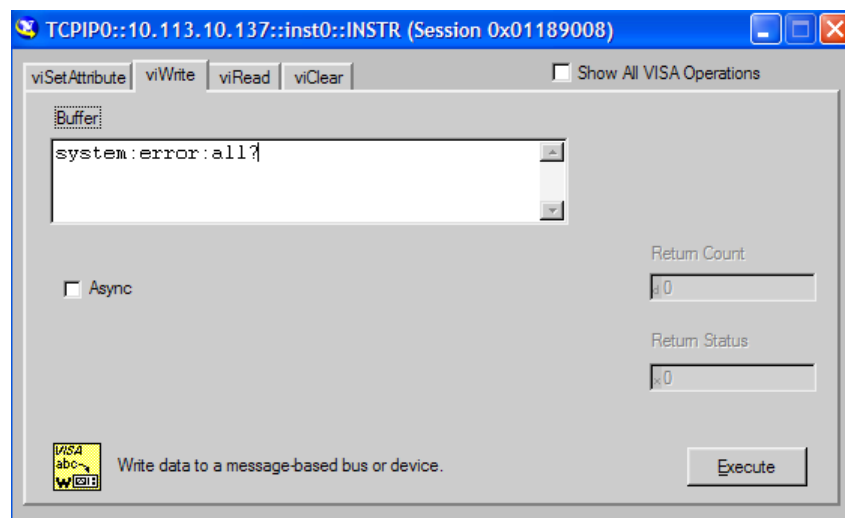 TCPIP0::10.113.10.137::inst0::INSTR (Session 0x01189008)
viSetAttribute viWrite viRead viClear
Show All VISA Operations
Buffer
system:error:all?
Return Count
d 0
Async
Return Status
x 0
VISA
abc
W
Write data to a message-based bus or device.
Execute